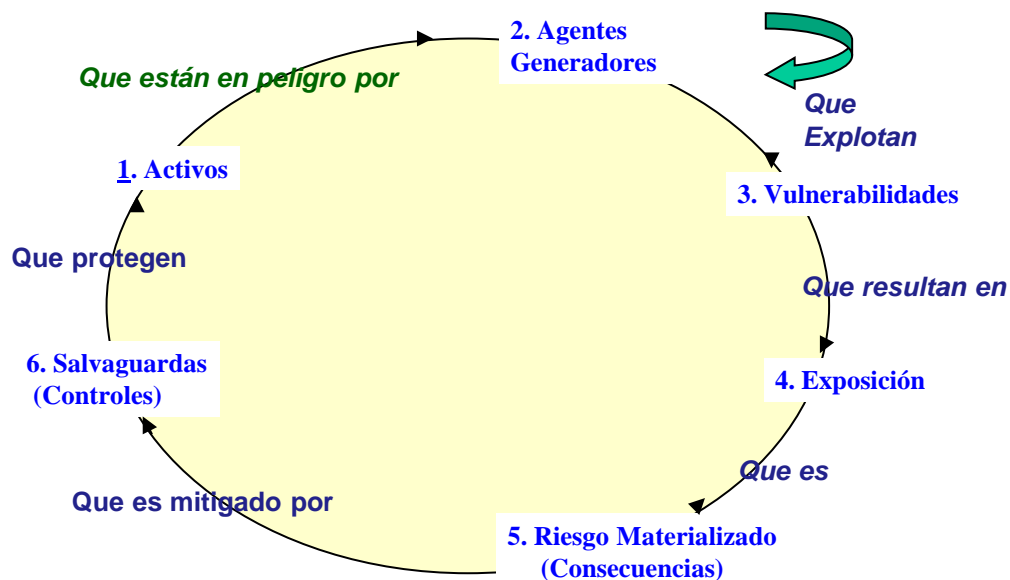 2. Agentes
Generadores
Que están en peligro por
Que
Explotan
1. Activos
3. Vulnerabilidades
Que protegen
Que resultan en
6. Salvaguardas
(Controles)
4. Exposición
Que es
Que es mitigado por
5. Riesgo Materializado
(Consecuencias)